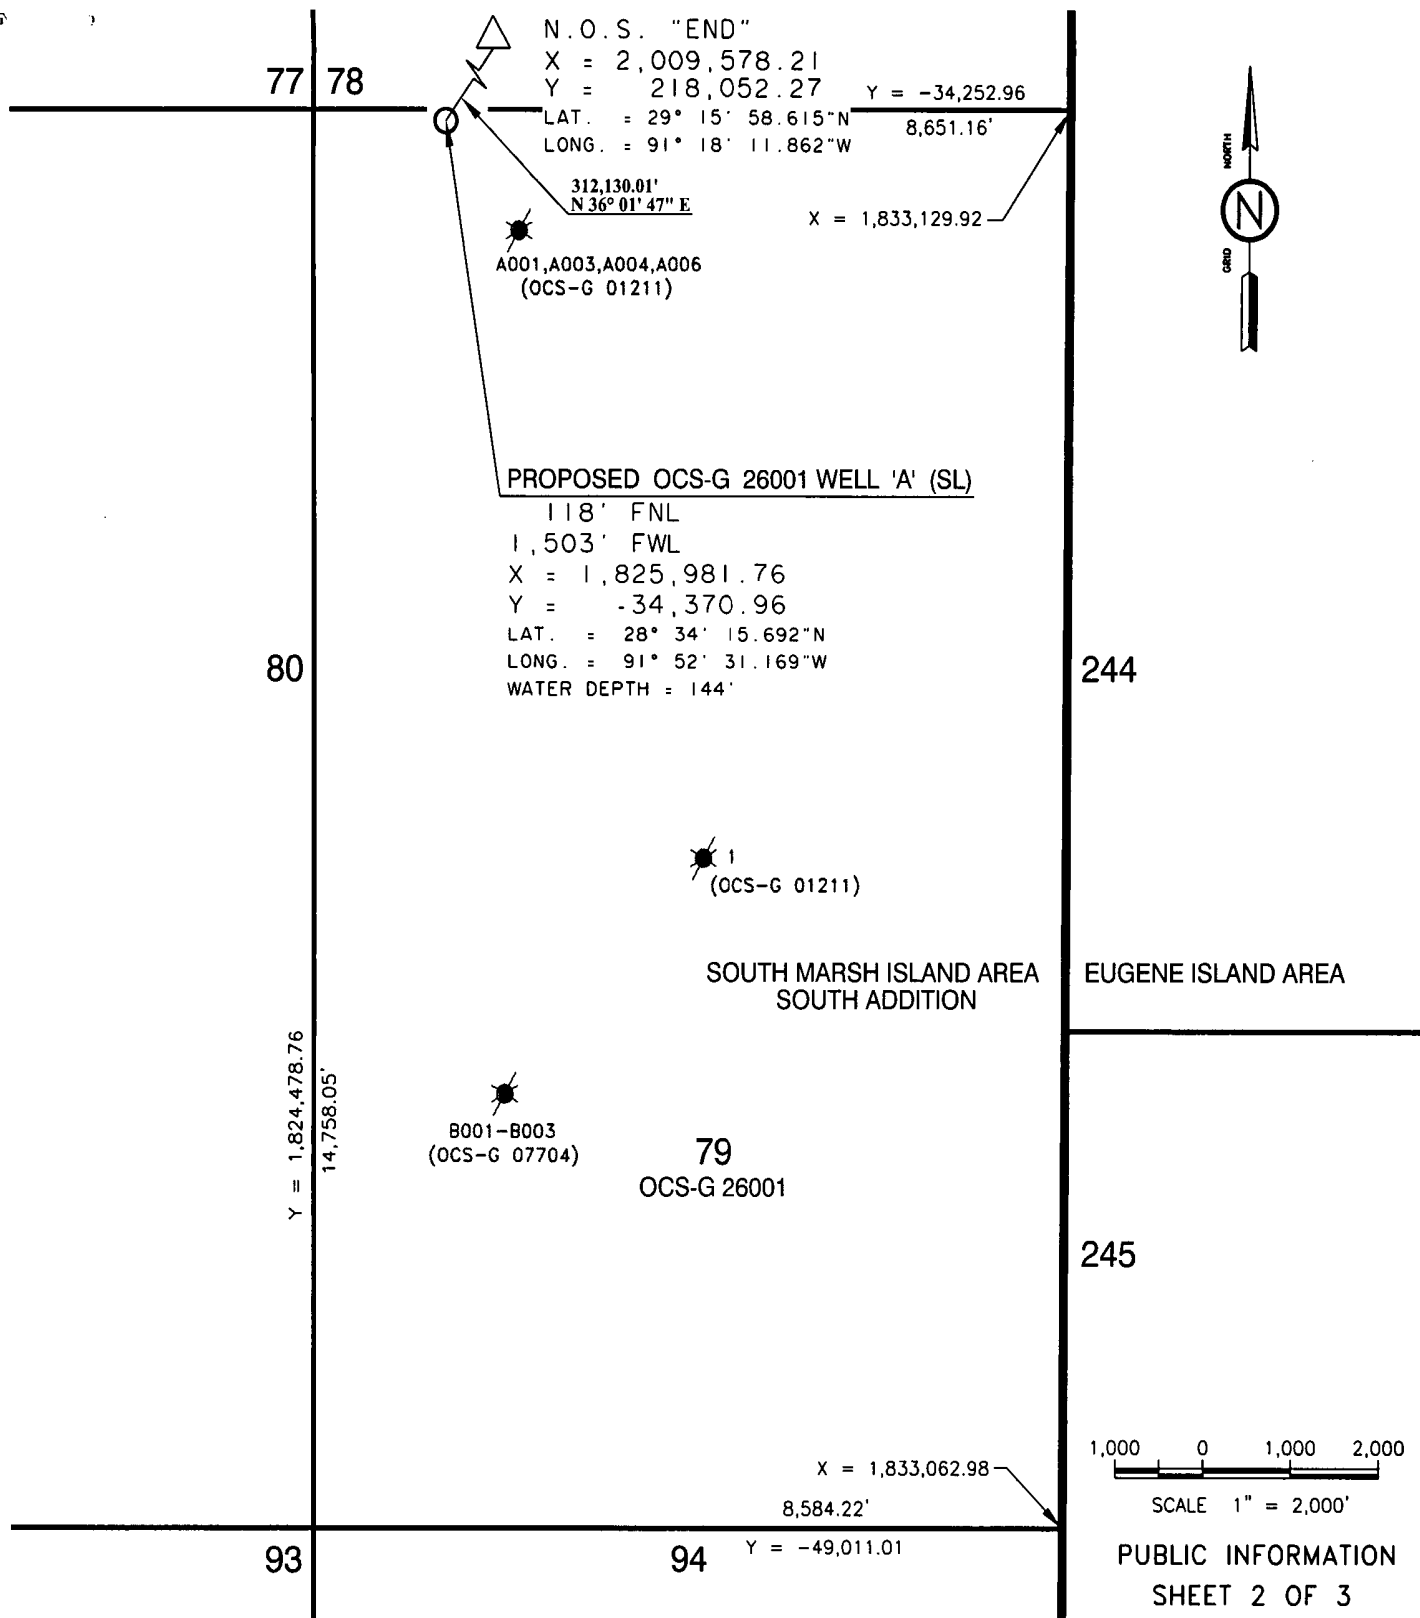 N.O.S. "END"
X = 2,009,578.21
Y = 218,052.27
LAT. = 29° 15' 58.615"N
LONG. = 91° 18' 11.862"W
77
78
Y = -34,252.96
8,651.16'
X = 1,833,129.92
312,130.01'
N 36° 01' 47" E
NORTH
N
GRID
A001,A003,A004,A006
(OCS-G 01211)
PROPOSED OCS-G 26001 WELL 'A' (SL)
118' FNL
1,503' FWL
X = 1,825,981.76
Y = -34,370.96
LAT. = 28° 34' 15.692"N
LONG. = 91° 52' 31.169"W
WATER DEPTH = 144'
80
244
1
(OCS-G 01211)
SOUTH MARSH ISLAND AREA
SOUTH ADDITION
EUGENE ISLAND AREA
Y = 1,824,478.76
14,758.05'
B001-B003
(OCS-G 07704)
79
OCS-G 26001
245
X = 1,833,062.98
8,584.22'
Y = -49,011.01
93
94
1,000 0 1,000 2,000
SCALE 1" = 2,000'
PUBLIC INFORMATION
SHEET 2 OF 3